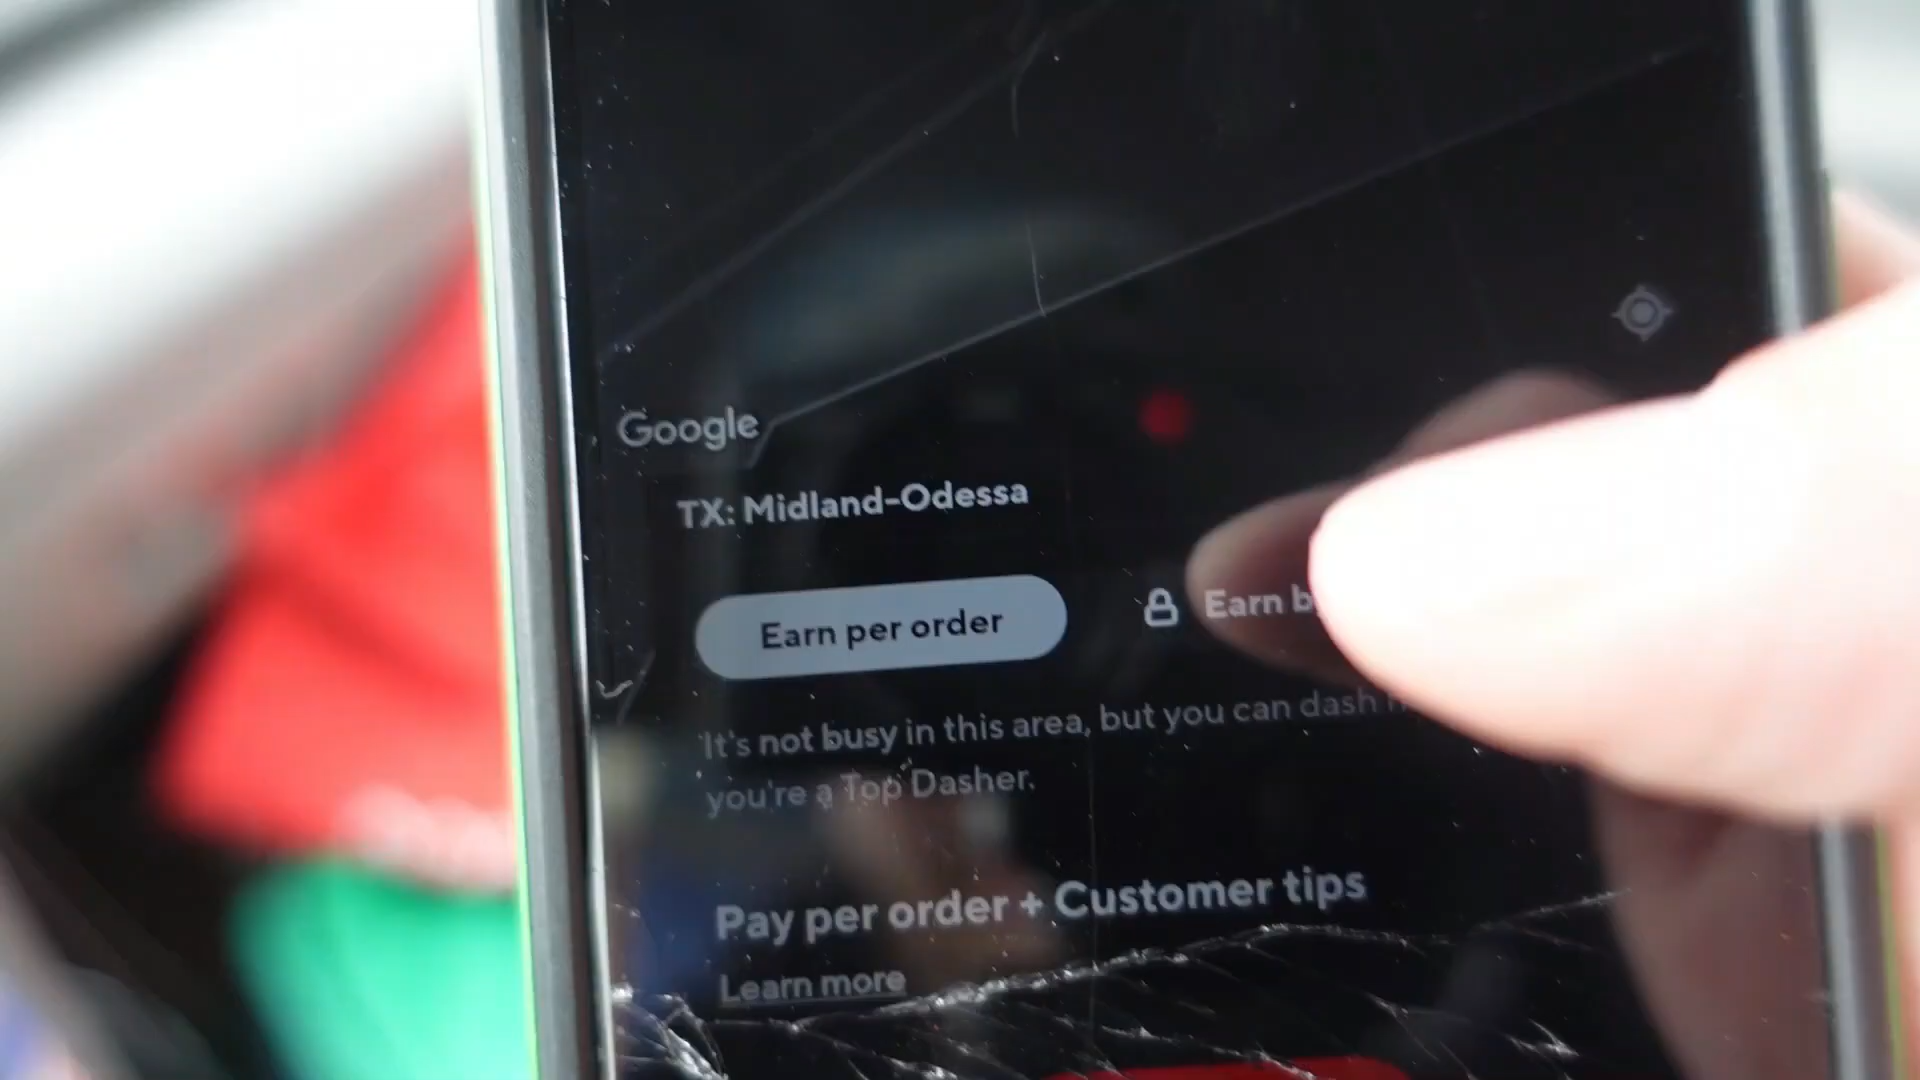 Google
TX: Midland-Odessa
Earn per order
Earn
It's not busy in this area, but you can dash
you're a Top Dasher.
Pay per order + Customer tips
Learn more